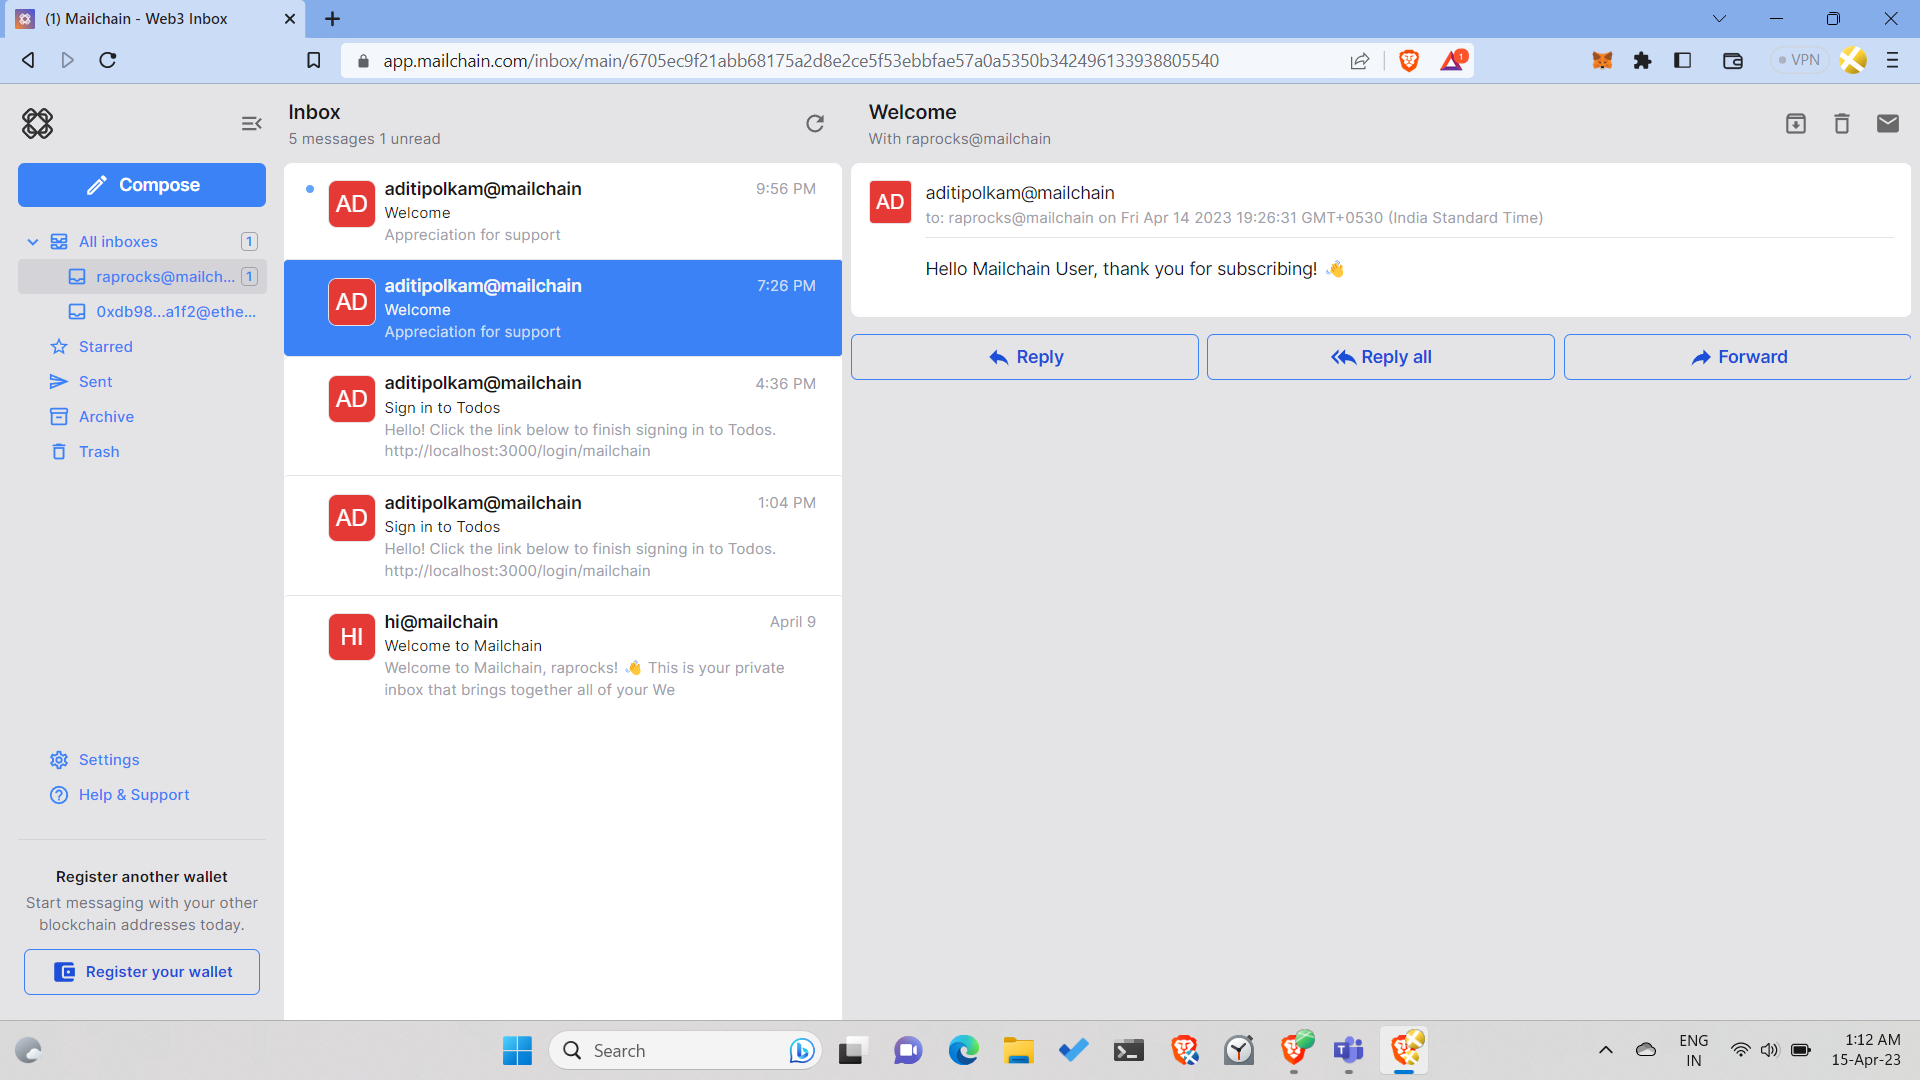 (1) Mailchain - Web3 Inbox
app.mailchain.com/inbox/main/6705ec9f21abb68175a2d8e2ce5f53ebbfae57a0a5350b342496133938805540
1
VPN
Compose
All inboxes 1
raprocks@mailch... 1
0xdb98...a1f2@ethe...
Starred
Sent
Archive
Trash
Settings
Help & Support
Register another wallet
Start messaging with your other
blockchain addresses today.
Register your wallet
Inbox
5 messages 1 unread
AD
aditipolkam@mailchain 9:56 PM
Welcome
Appreciation for support
AD
aditipolkam@mailchain 7:26 PM
Welcome
Appreciation for support
AD
aditipolkam@mailchain 4:36 PM
Sign in to Todos
Hello! Click the link below to finish signing in to Todos.
http://localhost:3000/login/mailchain
AD
aditipolkam@mailchain 1:04 PM
Sign in to Todos
Hello! Click the link below to finish signing in to Todos.
http://localhost:3000/login/mailchain
HI
hi@mailchain April 9
Welcome to Mailchain
Welcome to Mailchain, raprocks! 👋 This is your private
inbox that brings together all of your We
Welcome
With raprocks@mailchain
AD
aditipolkam@mailchain
to: raprocks@mailchain on Fri Apr 14 2023 19:26:31 GMT+0530 (India Standard Time)
Hello Mailchain User, thank you for subscribing! 👋
Reply Reply all Forward
Search
ENG
IN
1:12 AM
15-Apr-23